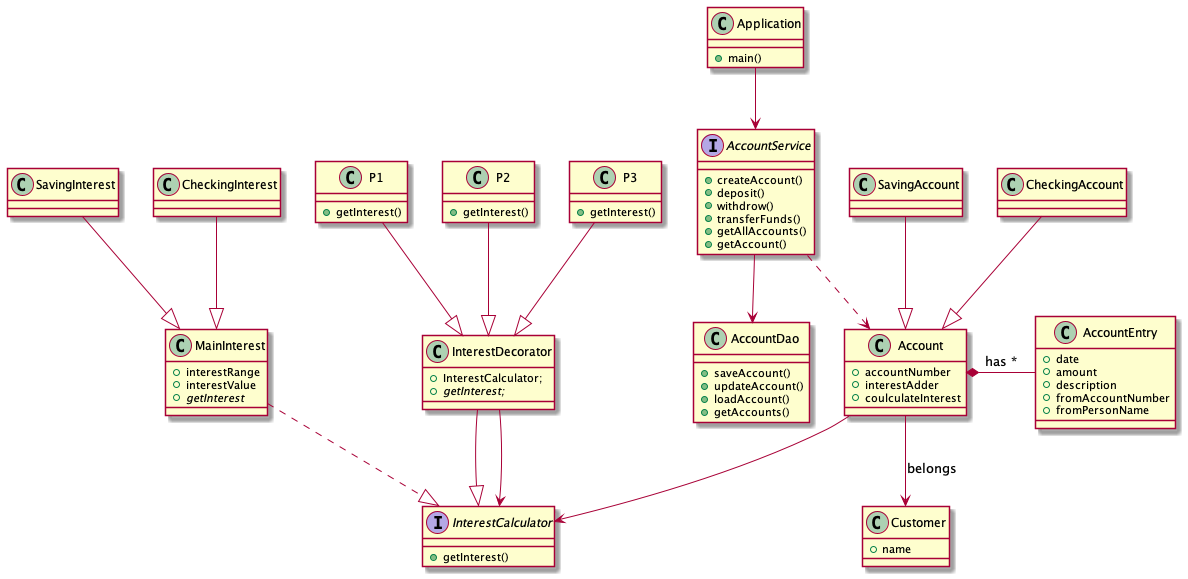 Application
main()
AccountService
createAccount()
deposit()
withdrow()
transferFunds()
getAllAccounts()
getAccount()
SavingInterest
CheckingInterest
P1
getInterest()
P2
getInterest()
P3
getInterest()
SavingAccount
CheckingAccount
MainInterest
interestRange
interestValue
getInterest
InterestDecorator
InterestCalculator;
getInterest;
AccountDao
saveAccount()
updateAccount()
loadAccount()
getAccounts()
Account
accountNumber
interestAdder
coulculateInterest
has *
AccountEntry
date
amount
description
fromAccountNumber
fromPersonName
belongs
InterestCalculator
getInterest()
Customer
name